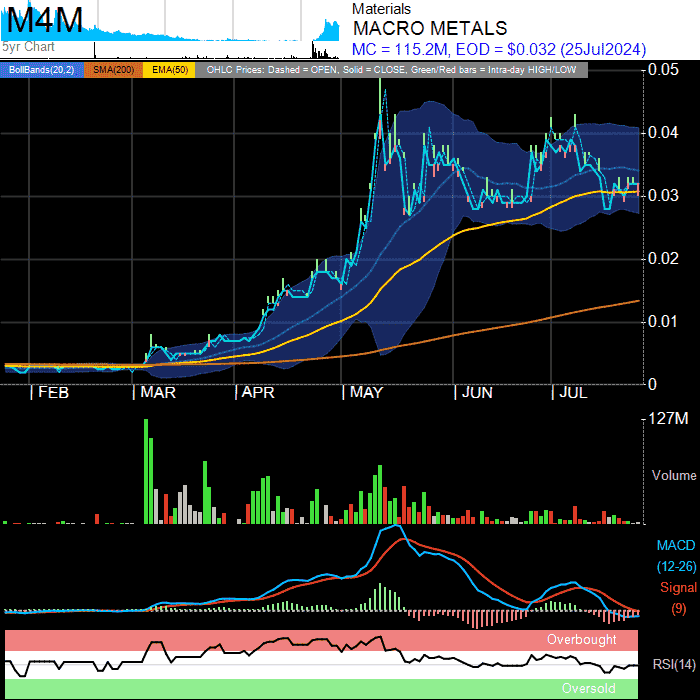 M4M
5yr Chart
Materials
MACRO METALS
MC = 115.2M, EOD = $0.032 (25Jul2024)
BollBands(20,2) SMA(200) EMA(50) OHLC Prices: Dashed = OPEN, Solid = CLOSE, Green/Red bars = Intra-day HIGH/LOW
0.05
0.04
0.03
0.02
0.01
0
| FEB | MAR | APR | MAY | JUN | JUL
127M
Volume
MACD
(12-26)
Signal
(9)
Overbought
RSI(14)
Oversold